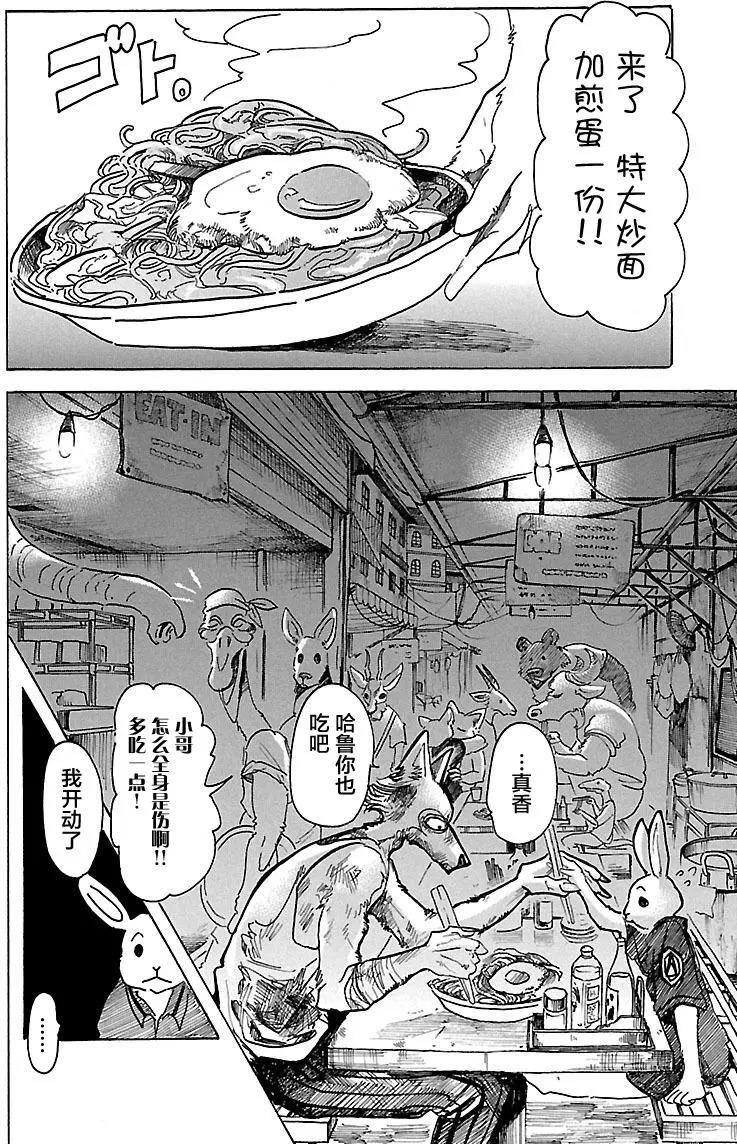 来了 特大炒面
加煎蛋一份!!
ゴト。
EAT-IN
…真香
哈鲁你也
吃吧
小哥
怎么全身是伤啊!!
多吃一点!
我开动了
……